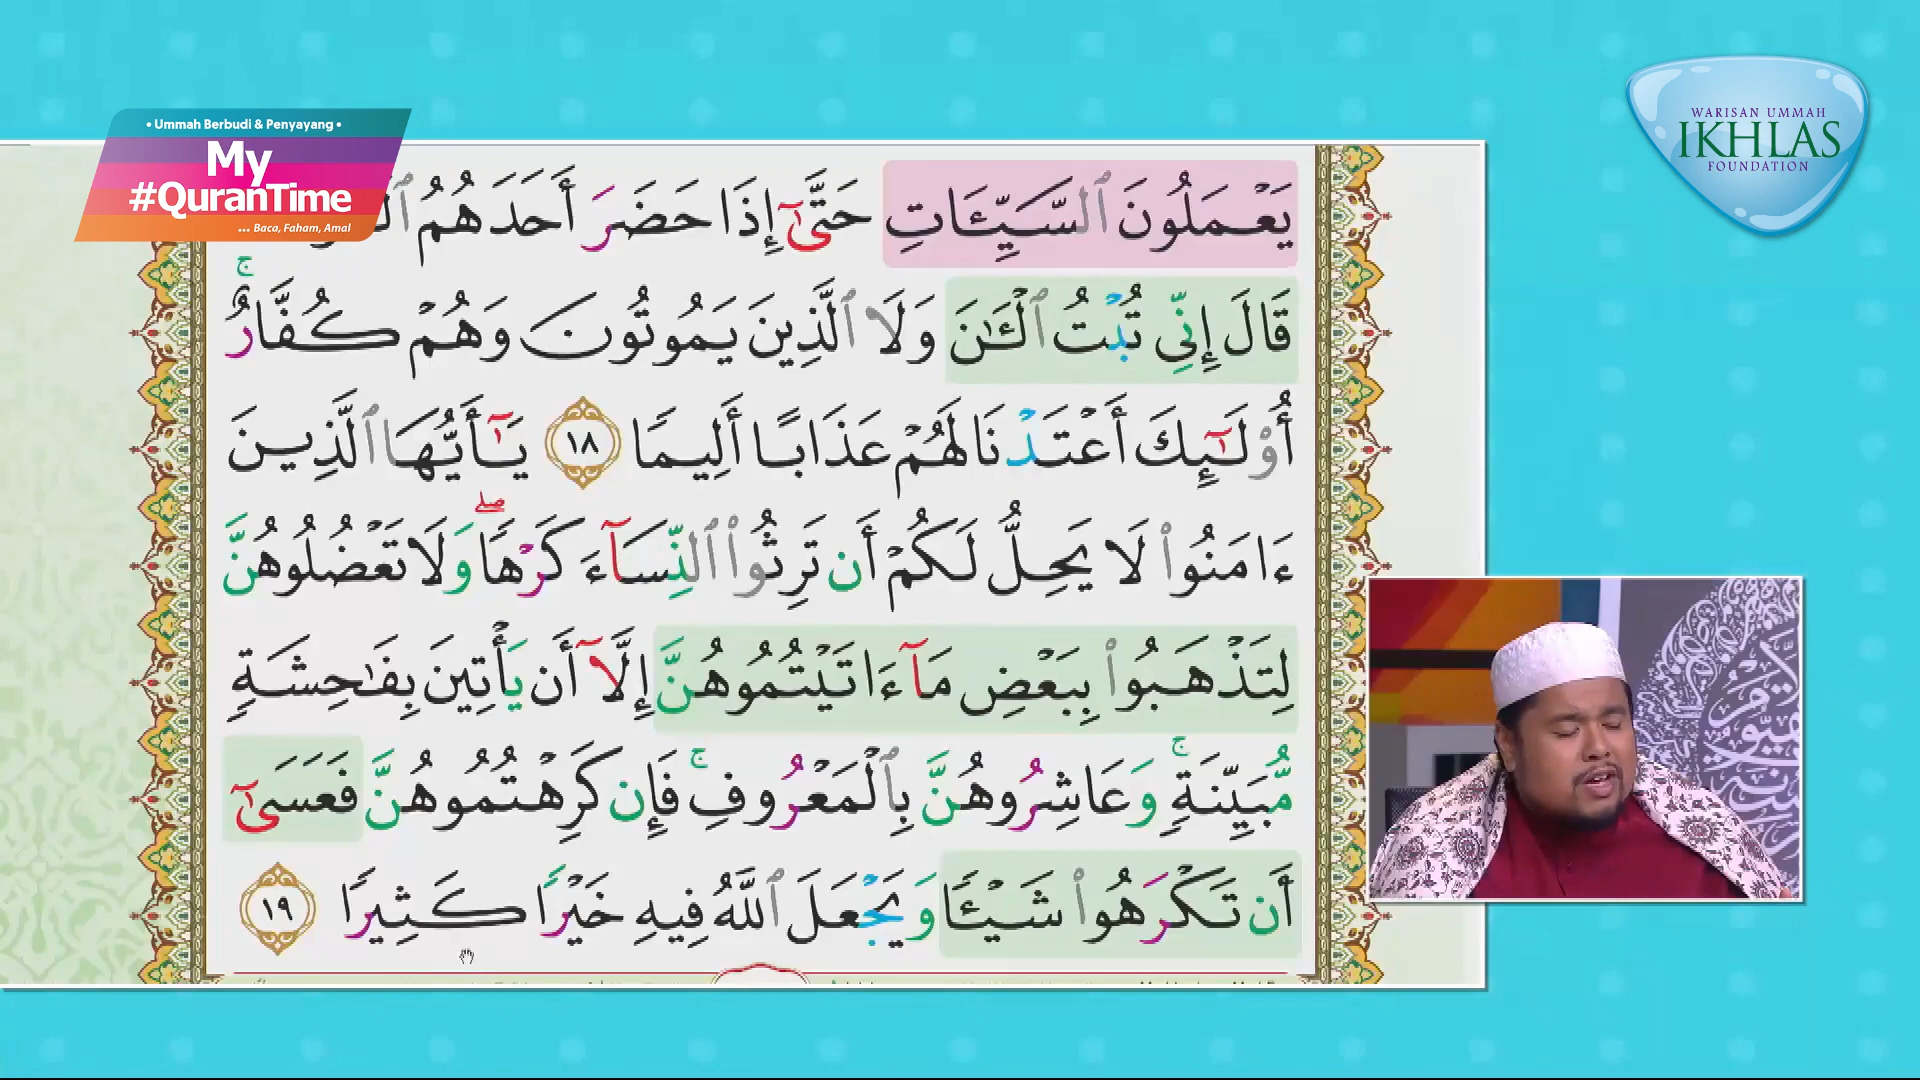 • Ummah Berbudi & Penyayang •
My
#QuranTime
... Baca, Faham, Amal
WARISAN UMMAH
IKHLAS
FOUNDATION
يَعْمَلُونَ ٱلسَّيِّـَٔاتِ حَتَّىٰٓ إِذَا حَضَرَ أَحَدَهُمُ
قَالَ إِنِّى تُبْتُ ٱلْـَٰٔنَ وَلَا ٱلَّذِينَ يَمُوتُونَ وَهُمْ كُفَّارٌ ۚ
أُو۟لَـٰٓئِكَ أَعْتَدْنَا لَهُمْ عَذَابًا أَلِيمًا ١٨ يَـٰٓأَيُّهَا ٱلَّذِينَ
ءَامَنُوا۟ لَا يَحِلُّ لَكُمْ أَن تَرِثُوا۟ ٱلنِّسَآءَ كَرْهًا ۖ وَلَا تَعْضُلُوهُنَّ
لِتَذْهَبُوا۟ بِبَعْضِ مَآ ءَاتَيْتُمُوهُنَّ إِلَّآ أَن يَأْتِينَ بِفَـٰحِشَةٍ
مُّبَيِّنَةٍ ۚ وَعَاشِرُوهُنَّ بِٱلْمَعْرُوفِ ۚ فَإِن كَرِهْتُمُوهُنَّ فَعَسَىٰٓ
أَن تَكْرَهُوا۟ شَيْـًٔا وَيَجْعَلَ ٱللَّهُ فِيهِ خَيْرًا كَثِيرًا ١٩